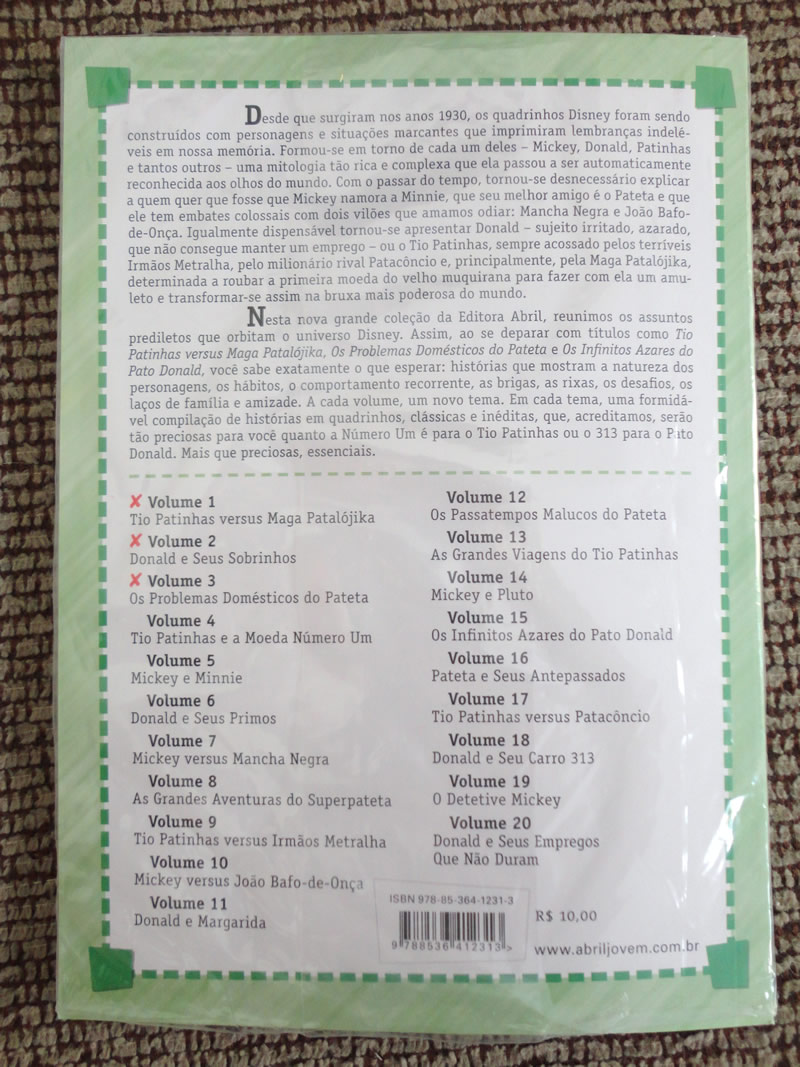 Desde que surgiram nos anos 1930, os quadrinhos Disney foram sendo
construídos com personagens e situações marcantes que imprimiram lembranças indelé-
veis em nossa memória. Formou-se em torno de cada um deles – Mickey, Donald, Patinhas
e tantos outros – uma mitologia tão rica e complexa que ela passou a ser automaticamente
reconhecida aos olhos do mundo. Com o passar do tempo, tornou-se desnecessário explicar
a quem quer que fosse que Mickey namora a Minnie, que seu melhor amigo é o Pateta e que
ele tem embates colossais com dois vilões que amamos odiar: Mancha Negra e João Bafo-
de-Onça. Igualmente dispensável tornou-se apresentar Donald – sujeito irritado, azarado,
que não consegue manter um emprego – ou o Tio Patinhas, sempre acossado pelos terríveis
Irmãos Metralha, pelo milionário rival Patacôncio e, principalmente, pela Maga Patalójika,
determinada a roubar a primeira moeda do velho muquirana para fazer com ela um amu-
leto e transformar-se assim na bruxa mais poderosa do mundo.
Nesta nova grande coleção da Editora Abril, reunimos os assuntos
prediletos que orbitam o universo Disney. Assim, ao se deparar com títulos como Tio
Patinhas versus Maga Patalójika, Os Problemas Domésticos do Pateta e Os Infinitos Azares do
Pato Donald, você sabe exatamente o que esperar: histórias que mostram a natureza dos
personagens, os hábitos, o comportamento recorrente, as brigas, as rixas, os desafios, os
laços de família e amizade. A cada volume, um novo tema. Em cada tema, uma formidá-
vel compilação de histórias em quadrinhos, clássicas e inéditas, que, acreditamos, serão
tão preciosas para você quanto a Número Um é para o Tio Patinhas ou o 313 para o Pato
Donald. Mais que preciosas, essenciais.
✘ Volume 1
Tio Patinhas versus Maga Patalójika
✘ Volume 2
Donald e Seus Sobrinhos
✘ Volume 3
Os Problemas Domésticos do Pateta
Volume 4
Tio Patinhas e a Moeda Número Um
Volume 5
Mickey e Minnie
Volume 6
Donald e Seus Primos
Volume 7
Mickey versus Mancha Negra
Volume 8
As Grandes Aventuras do Superpateta
Volume 9
Tio Patinhas versus Irmãos Metralha
Volume 10
Mickey versus João Bafo-de-Onça
Volume 11
Donald e Margarida
Volume 12
Os Passatempos Malucos do Pateta
Volume 13
As Grandes Viagens do Tio Patinhas
Volume 14
Mickey e Pluto
Volume 15
Os Infinitos Azares do Pato Donald
Volume 16
Pateta e Seus Antepassados
Volume 17
Tio Patinhas versus Patacôncio
Volume 18
Donald e Seu Carro 313
Volume 19
O Detetive Mickey
Volume 20
Donald e Seus Empregos
Que Não Duram
ISBN 978-85-364-1231-3
9 788536 412313 >
R$ 10,00
www.abriljovem.com.br